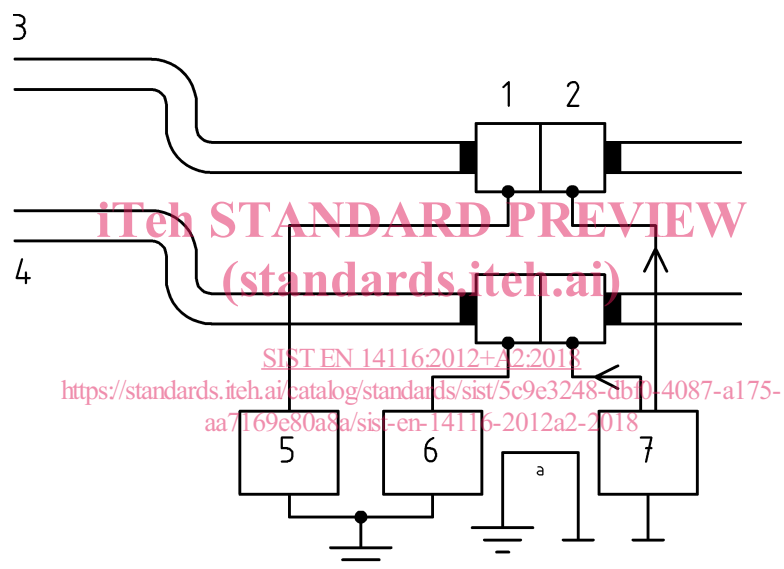 3
1 2
iTeh STANDARD PREVIEW
4
(standards.iteh.ai)
SIST EN 14116:2012+A2:2018
https://standards.iteh.ai/catalog/standards/sist/5c9e3248-dbf0-4087-a175-
aa7169e80a8a/sist-en-14116-2012a2-2018
5 6 7
a